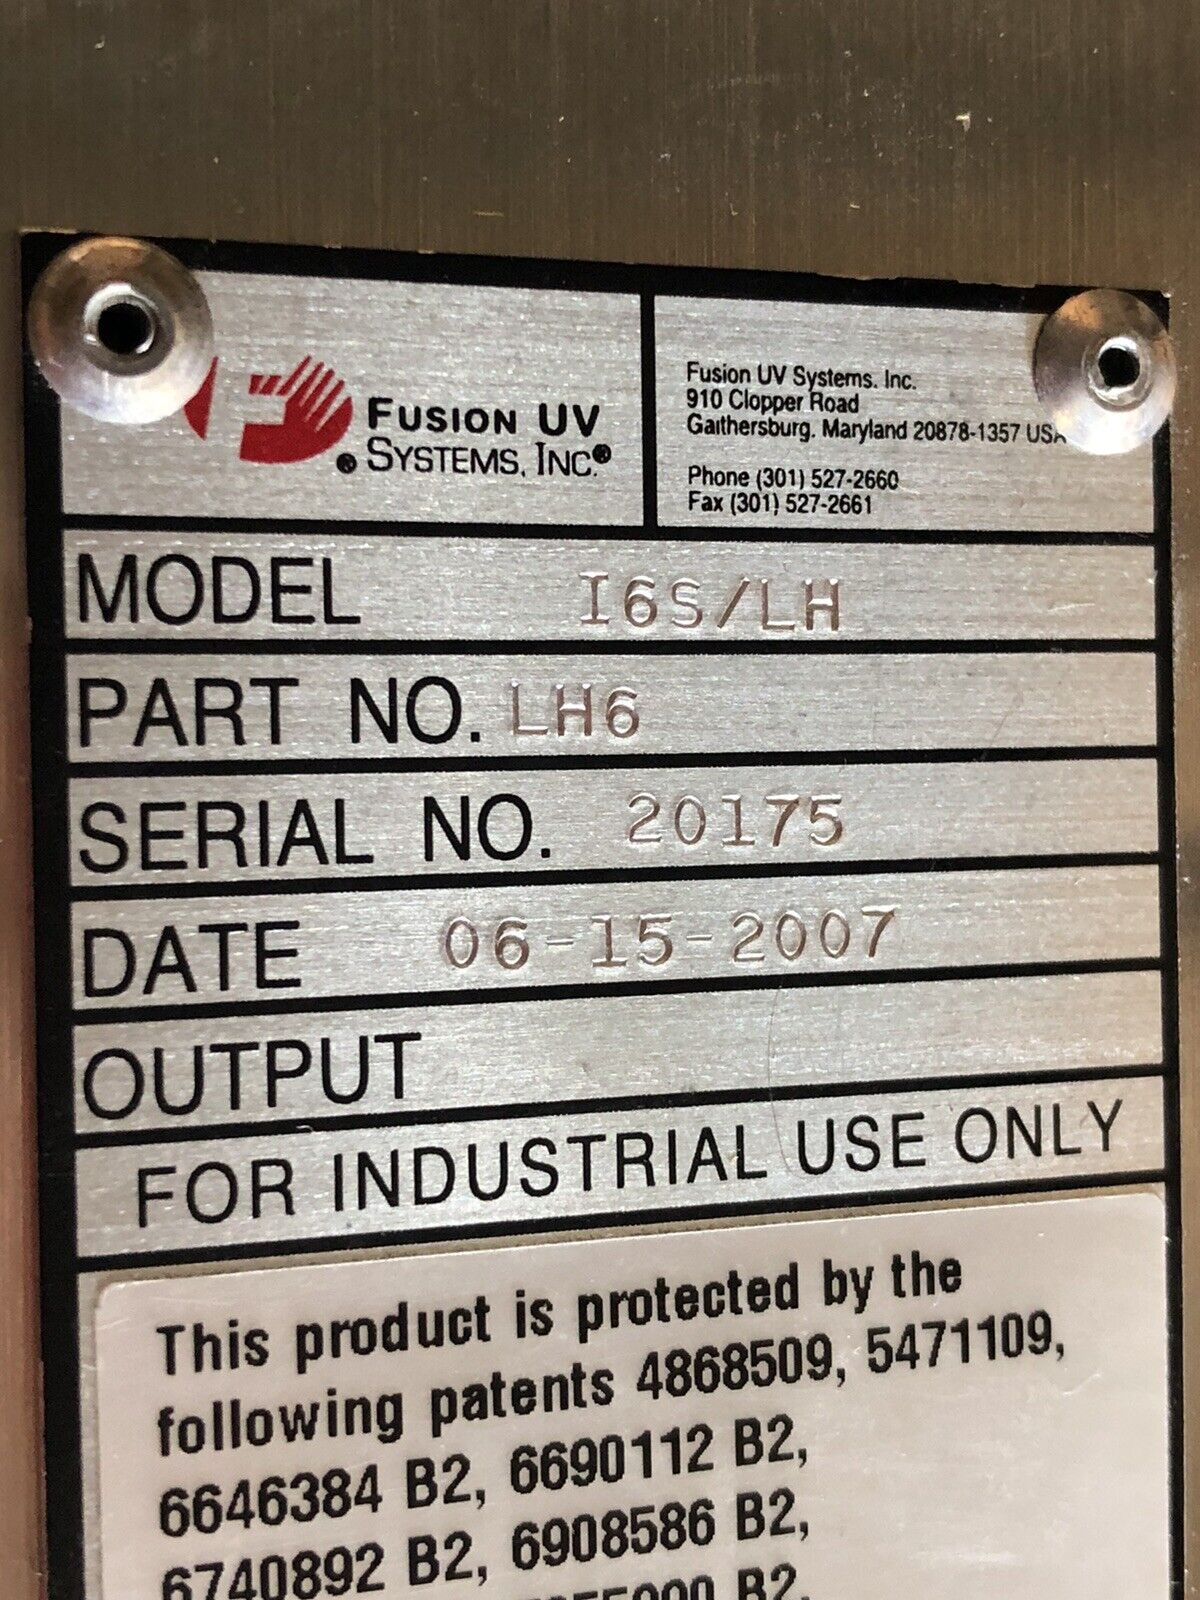 FUSION UV
® SYSTEMS, INC.®
Fusion UV Systems, Inc.
910 Clopper Road
Gaithersburg, Maryland 20878-1357 USA
Phone (301) 527-2660
Fax (301) 527-2661
MODEL I6S/LH
PART NO. LH6
SERIAL NO. 20175
DATE 06-15-2007
OUTPUT
FOR INDUSTRIAL USE ONLY
This product is protected by the
following patents 4868509, 5471109,
6646384 B2, 6690112 B2,
6740892 B2, 6908586 B2,
B2,